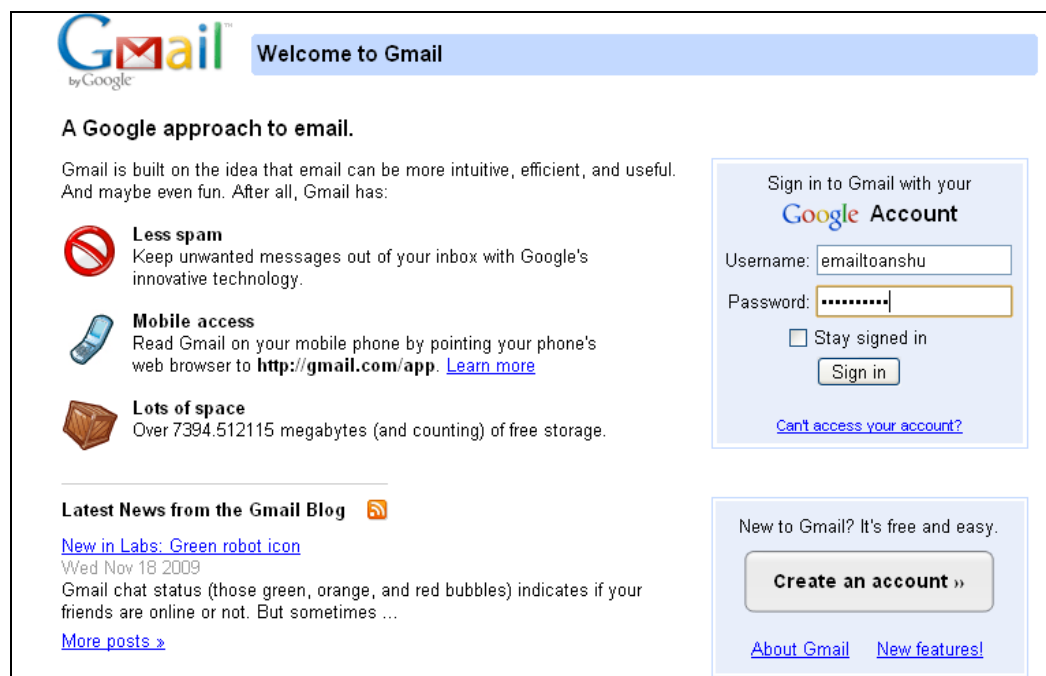 Gmail™
by Google™
Welcome to Gmail
A Google approach to email.
Gmail is built on the idea that email can be more intuitive, efficient, and useful.
And maybe even fun. After all, Gmail has:
Less spam
Keep unwanted messages out of your inbox with Google's
innovative technology.
Mobile access
Read Gmail on your mobile phone by pointing your phone's
web browser to http://gmail.com/app. Learn more
Lots of space
Over 7394.512115 megabytes (and counting) of free storage.
Latest News from the Gmail Blog
New in Labs: Green robot icon
Wed Nov 18 2009
Gmail chat status (those green, orange, and red bubbles) indicates if your
friends are online or not. But sometimes ...
More posts »
Sign in to Gmail with your
Google Account
Username: emailtoanshu
Password: ••••••••••
Stay signed in
Sign in
Can't access your account?
New to Gmail? It's free and easy.
Create an account »
About Gmail New features!